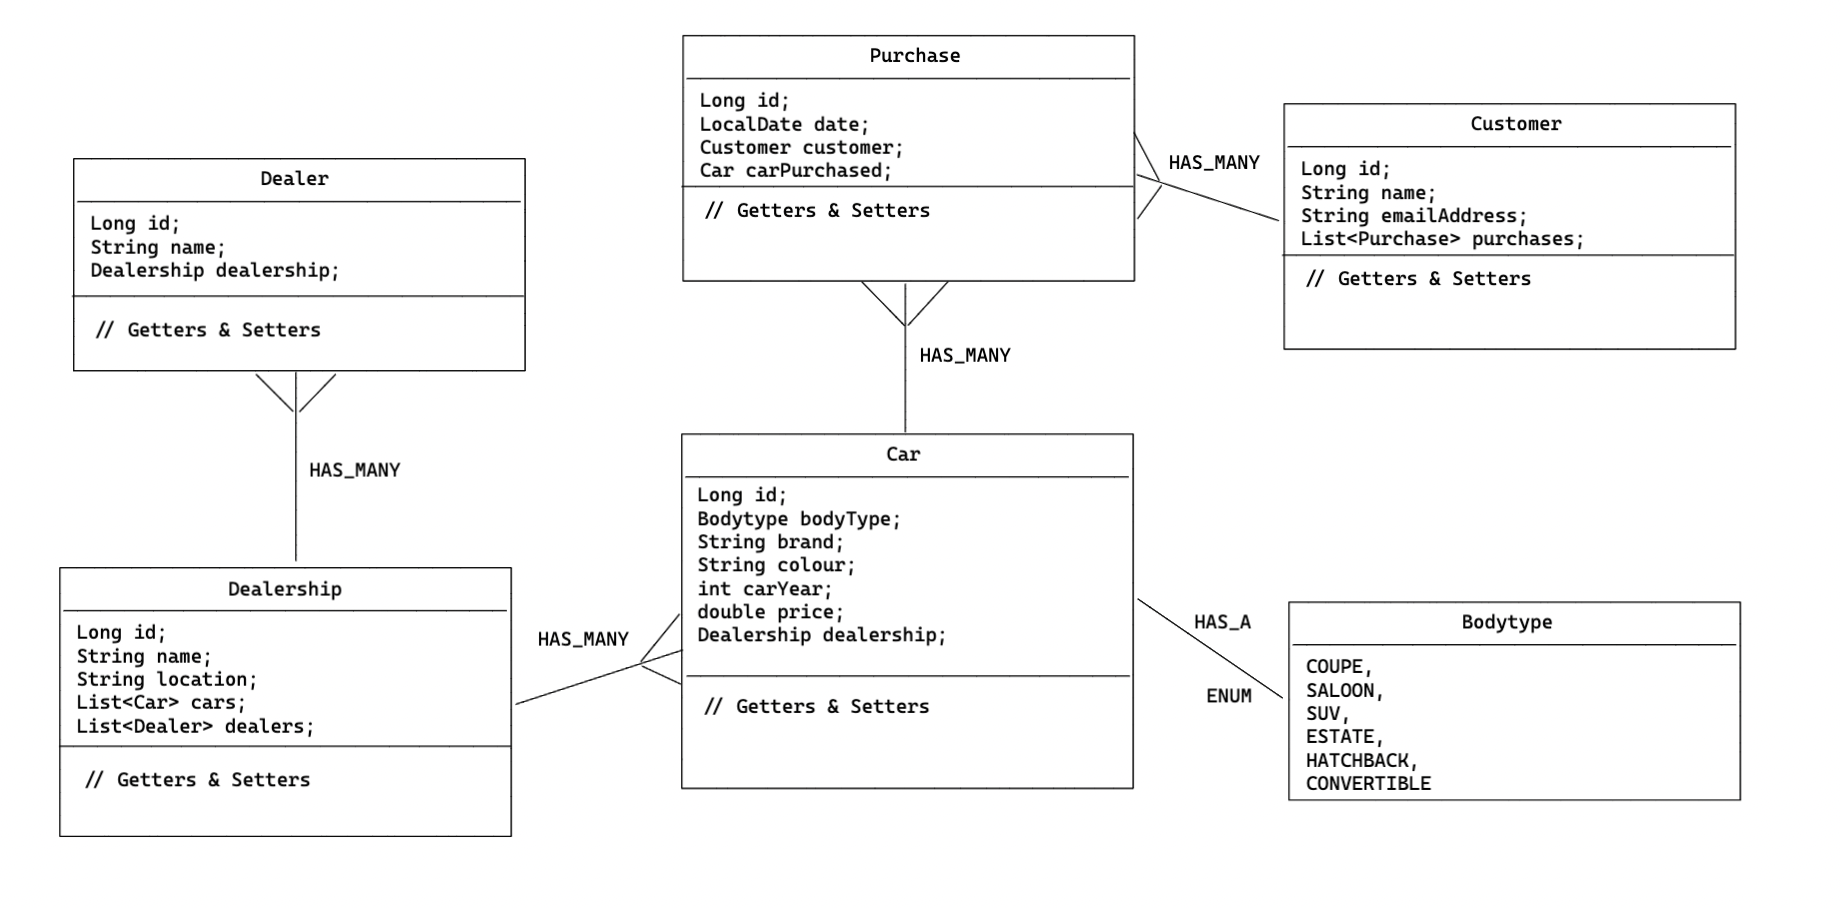 Purchase
Long id;
LocalDate date;
Customer customer;
Car carPurchased;
// Getters & Setters
HAS_MANY
Customer
Long id;
String name;
String emailAddress;
List<Purchase> purchases;
// Getters & Setters
Dealer
Long id;
String name;
Dealership dealership;
// Getters & Setters
HAS_MANY
HAS_MANY
Car
Long id;
Bodytype bodyType;
String brand;
String colour;
int carYear;
double price;
Dealership dealership;
// Getters & Setters
Dealership
Long id;
String name;
String location;
List<Car> cars;
List<Dealer> dealers;
// Getters & Setters
HAS_MANY
HAS_A
ENUM
Bodytype
COUPE,
SALOON,
SUV,
ESTATE,
HATCHBACK,
CONVERTIBLE